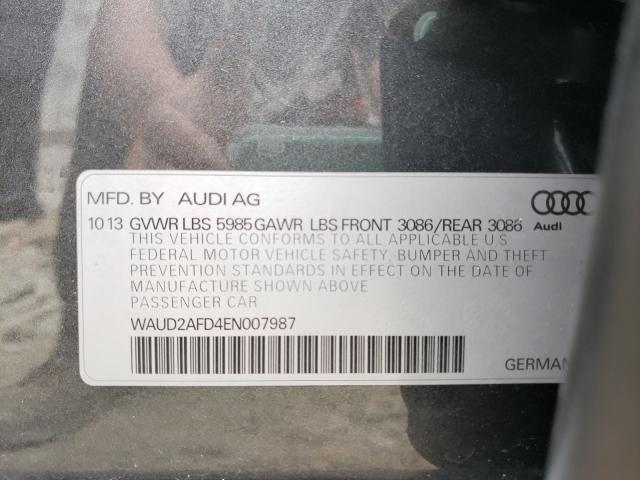 MFD. BY AUDI AG
10 13 GVWR LBS 5985 GAWR LBS FRONT 3086/REAR 3086 Audi
THIS VEHICLE CONFORMS TO ALL APPLICABLE U S
FEDERAL MOTOR VEHICLE SAFETY, BUMPER AND THEFT
PREVENTION STANDARDS IN EFFECT ON THE DATE OF
MANUFACTURE SHOWN ABOVE
PASSENGER CAR
WAUD2AFD4EN007987
GERMAN